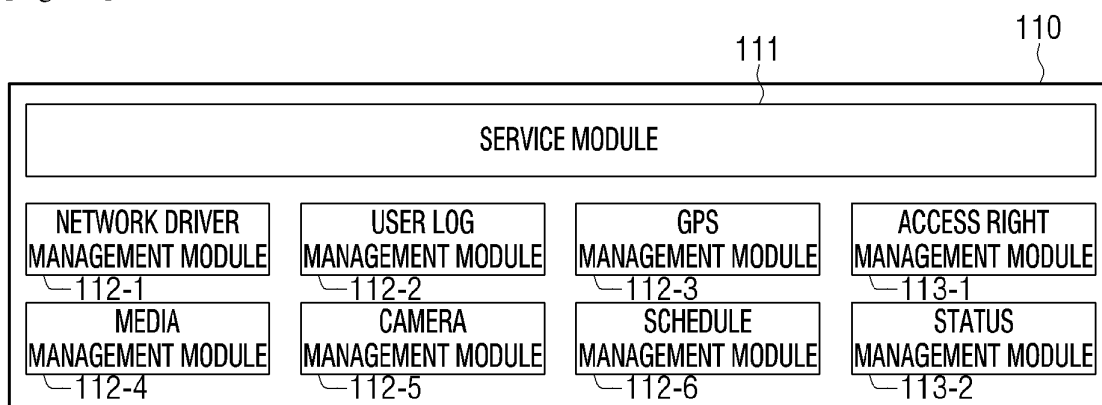 110
111
SERVICE MODULE
NETWORK DRIVER
MANAGEMENT MODULE
112-1
USER LOG
MANAGEMENT MODULE
112-2
GPS
MANAGEMENT MODULE
112-3
ACCESS RIGHT
MANAGEMENT MODULE
113-1
MEDIA
MANAGEMENT MODULE
112-4
CAMERA
MANAGEMENT MODULE
112-5
SCHEDULE
MANAGEMENT MODULE
112-6
STATUS
MANAGEMENT MODULE
113-2